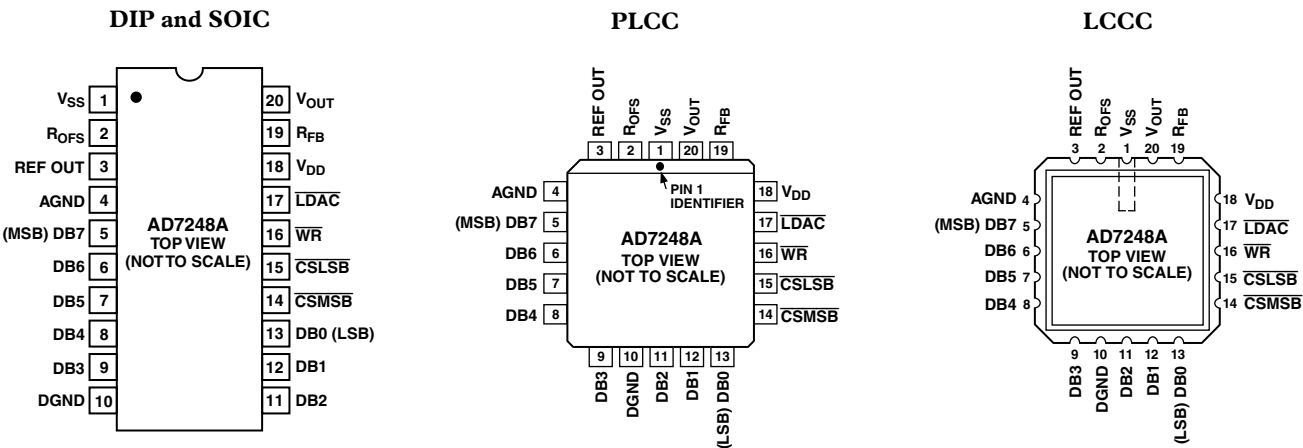 DIP and SOIC
VSS 1
ROFS 2
REF OUT 3
AGND 4
(MSB) DB7 5
DB6 6
DB5 7
DB4 8
DB3 9
DGND 10
20 VOUT
19 RFB
18 VDD
17 LDAC
16 WR
15 CSLSB
14 CSMSB
13 DB0 (LSB)
12 DB1
11 DB2
AD7248A
TOP VIEW
(NOT TO SCALE)
PLCC
REF OUT
ROFS
VSS
VOUT
RFB
3 2 1 20 19
AGND 4
(MSB) DB7 5
DB6 6
DB5 7
DB4 8
PIN 1
IDENTIFIER
AD7248A
TOP VIEW
(NOT TO SCALE)
18 VDD
17 LDAC
16 WR
15 CSLSB
14 CSMSB
9 10 11 12 13
DB3
DGND
DB2
DB1
(LSB) DB0
LCCC
REF OUT
ROFS
VSS
VOUT
RFB
3 2 1 20 19
AGND 4
(MSB) DB7 5
DB6 6
DB5 7
DB4 8
AD7248A
TOP VIEW
(NOT TO SCALE)
18 VDD
17 LDAC
16 WR
15 CSLSB
14 CSMSB
9 10 11 12 13
DB3
DGND
DB2
DB1
(LSB) DB0